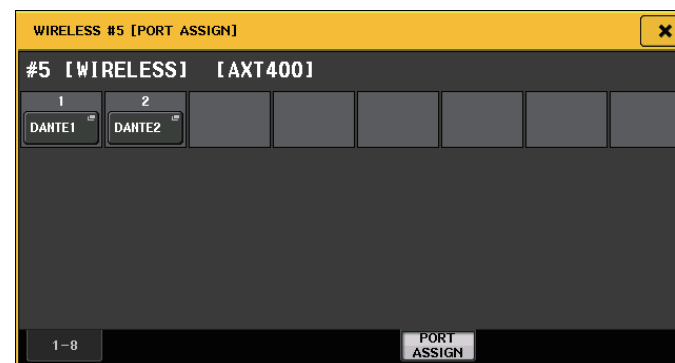 WIRELESS #5 [PORT ASSIGN]
#5 [WIRELESS] [AXT400]
1 2
DANTE1 DANTE2
1-8
PORT
ASSIGN